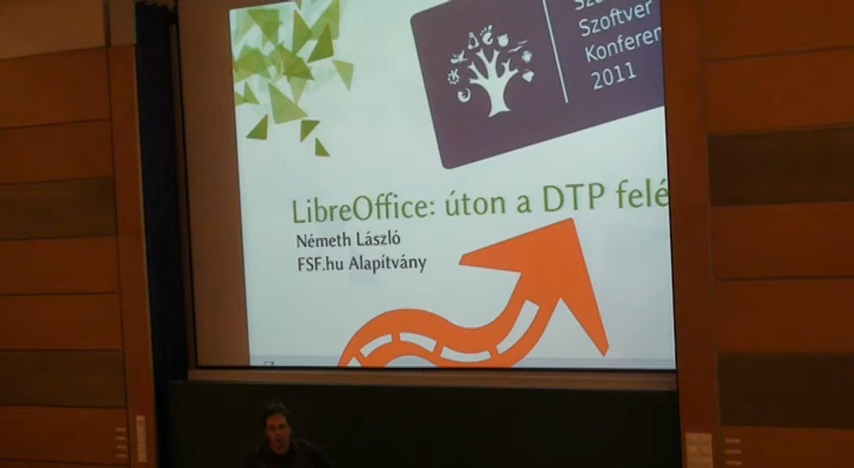 Szoftver
Konferen
2011
LibreOffice: úton a DTP felé
Németh László
FSF.hu Alapítvány